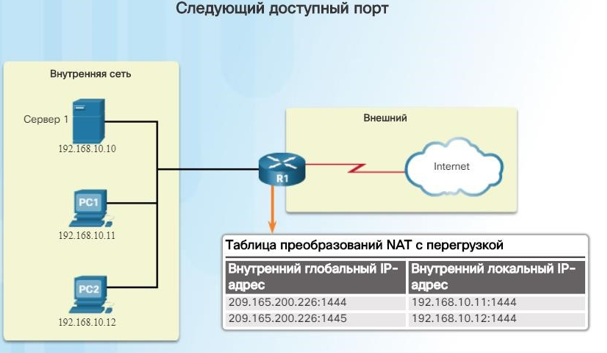 Следующий доступный порт
Внутренняя сеть
Сервер 1
192.168.10.10
PC1
192.168.10.11
PC2
192.168.10.12
R1
Внешний
Internet
Таблица преобразований NAT с перегрузкой
Внутренний глобальный IP-
адрес
Внутренний локальный IP-
адрес
209.165.200.226:1444 192.168.10.11:1444
209.165.200.226:1445 192.168.10.12:1444